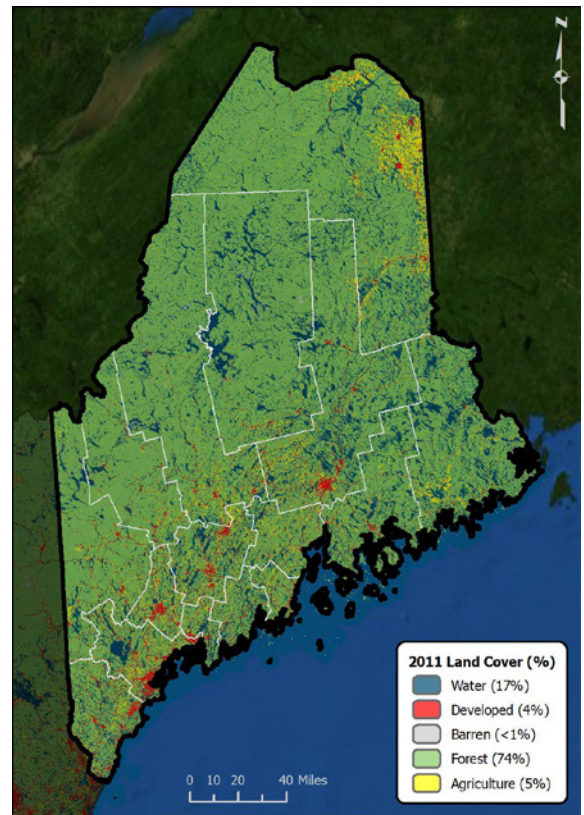 N
2011 Land Cover (%)
Water (17%)
Developed (4%)
Barren (<1%)
Forest (74%)
Agriculture (5%)
0 10 20 40 Miles